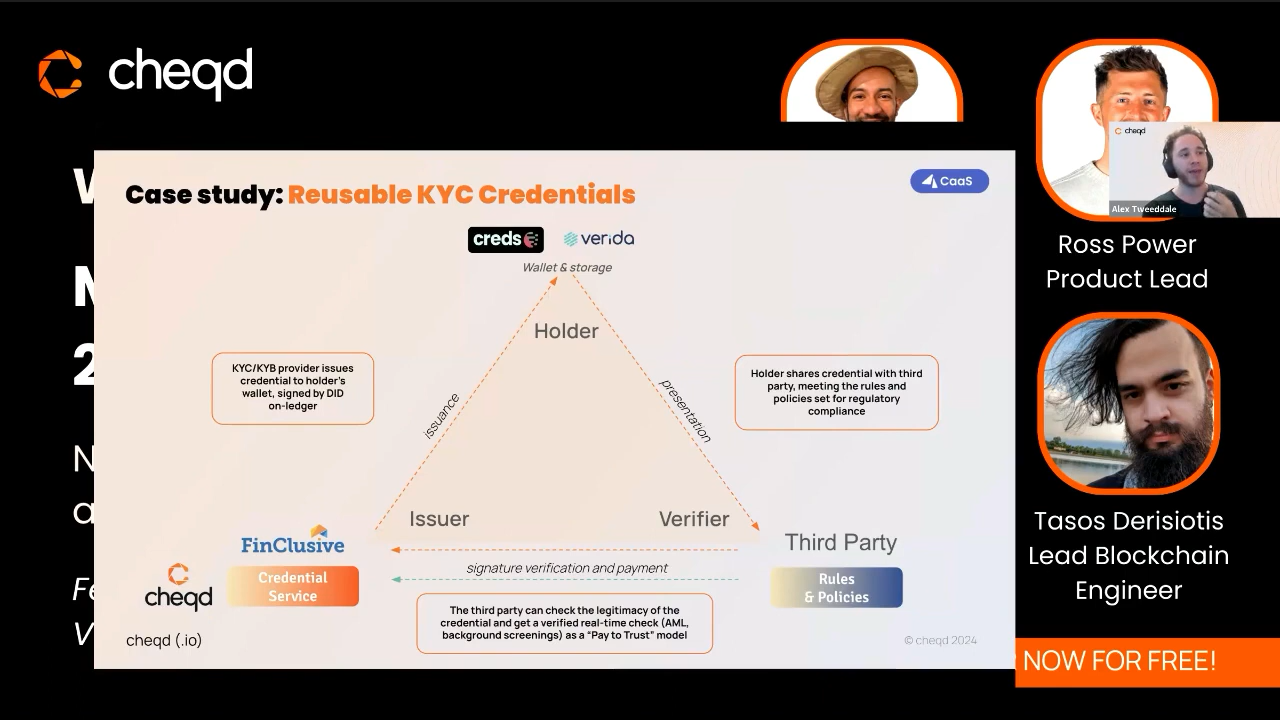 cheqd
W
M
2
N
a
Fe
V
Case study: Reusable KYC Credentials
CaaS
creds
verida
Wallet & storage
Holder
KYC/KYB provider issues
credential to holder's
wallet, signed by DID
on-ledger
issuance
presentation
Holder shares credential with third
party, meeting the rules and
policies set for regulatory
compliance
Issuer
Verifier
FinClusive
Credential
Service
cheqd
Third Party
Rules
& Policies
signature verification and payment
The third party can check the legitimacy of the
credential and get a verified real-time check (AML,
background screenings) as a “Pay to Trust” model
cheqd (.io)
© cheqd 2024
cheqd
Alex Tweeddale
Ross Power
Product Lead
Tasos Derisiotis
Lead Blockchain
Engineer
NOW FOR FREE!